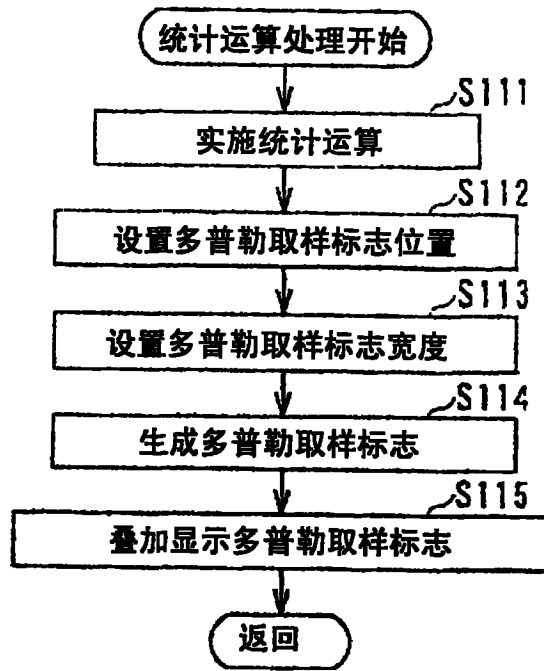 统计运算处理开始
S111
实施统计运算
S112
设置多普勒取样标志位置
S113
设置多普勒取样标志宽度
S114
生成多普勒取样标志
S115
叠加显示多普勒取样标志
返回